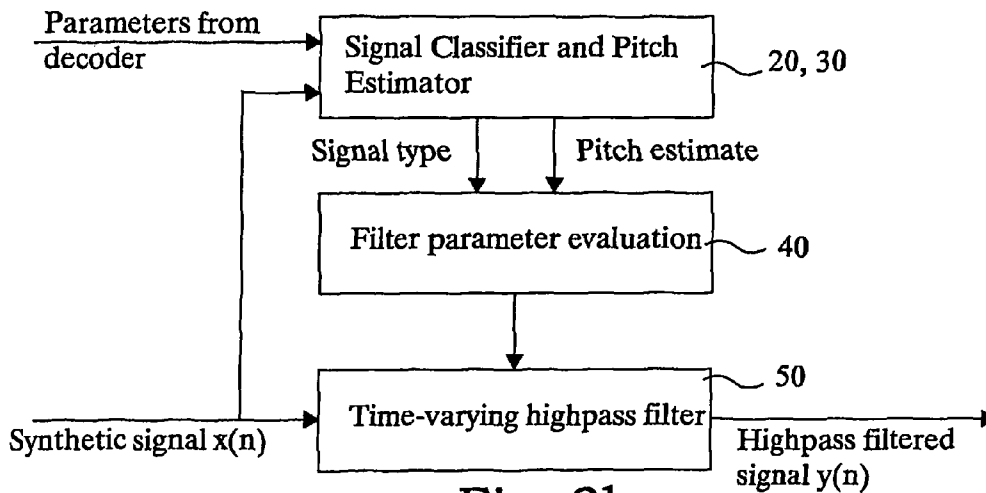 Parameters from
decoder
Signal Classifier and Pitch
Estimator
20, 30
Signal type
Pitch estimate
Filter parameter evaluation
40
50
Time-varying highpass filter
Synthetic signal x(n)
Highpass filtered
signal y(n)